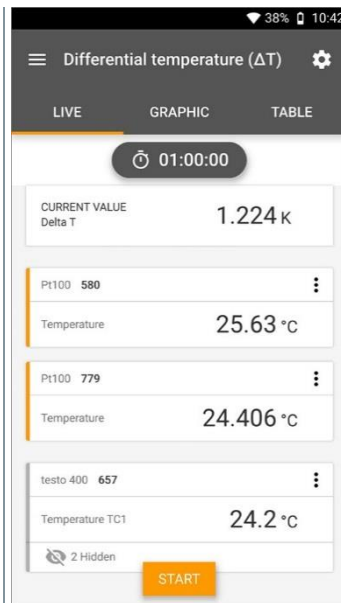 38% 10:42
Differential temperature (ΔT)
LIVE GRAPHIC TABLE
01:00:00
CURRENT VALUE
Delta T
1.224 K
Pt100 580
Temperature 25.63 °C
Pt100 779
Temperature 24.406 °C
testo 400 657
Temperature TC1 24.2 °C
2 Hidden
START